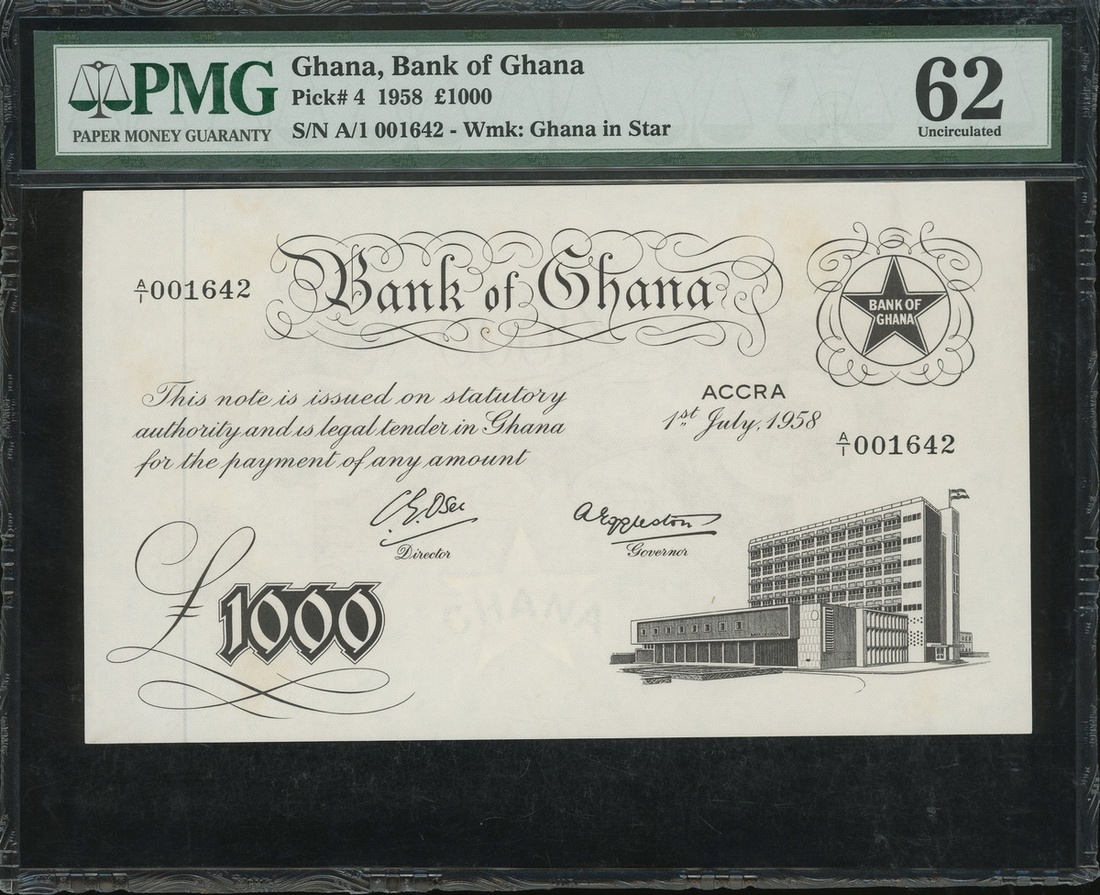 PMG
PAPER MONEY GUARANTY
Ghana, Bank of Ghana
Pick# 4 1958 £1000
S/N A/1 001642 - Wmk: Ghana in Star
62
Uncirculated
A/1 001642
Bank of Ghana
BANK OF
GHANA
This note is issued on statutory
authority and is legal tender in Ghana
for the payment of any amount
ACCRA
1st July, 1958
A/1 001642
Director
AEggleston
Governor
£1000
GHANA